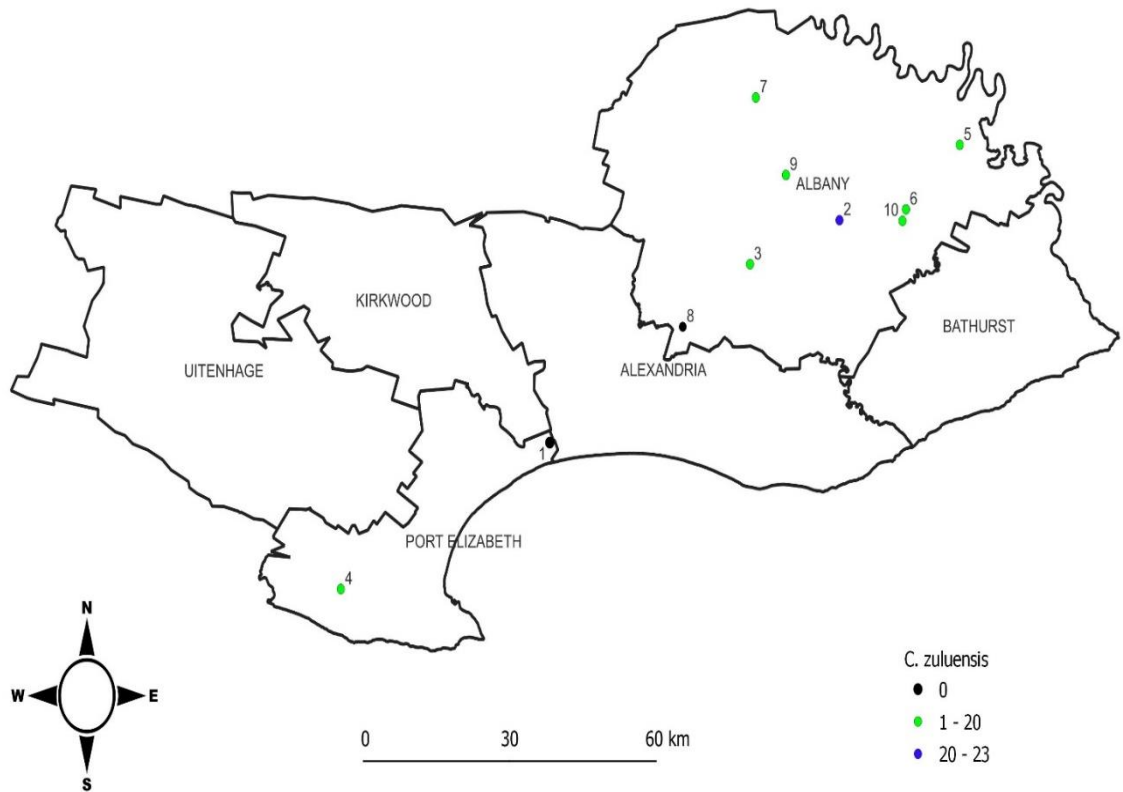 7
5
9
ALBANY
6
2
10
3
KIRKWOOD
8
BATHURST
UITENHAGE
ALEXANDRIA
1
PORT ELIZABETH
4
N
W E
S
C. zuluensis
0
1 - 20
20 - 23
0 30 60 km